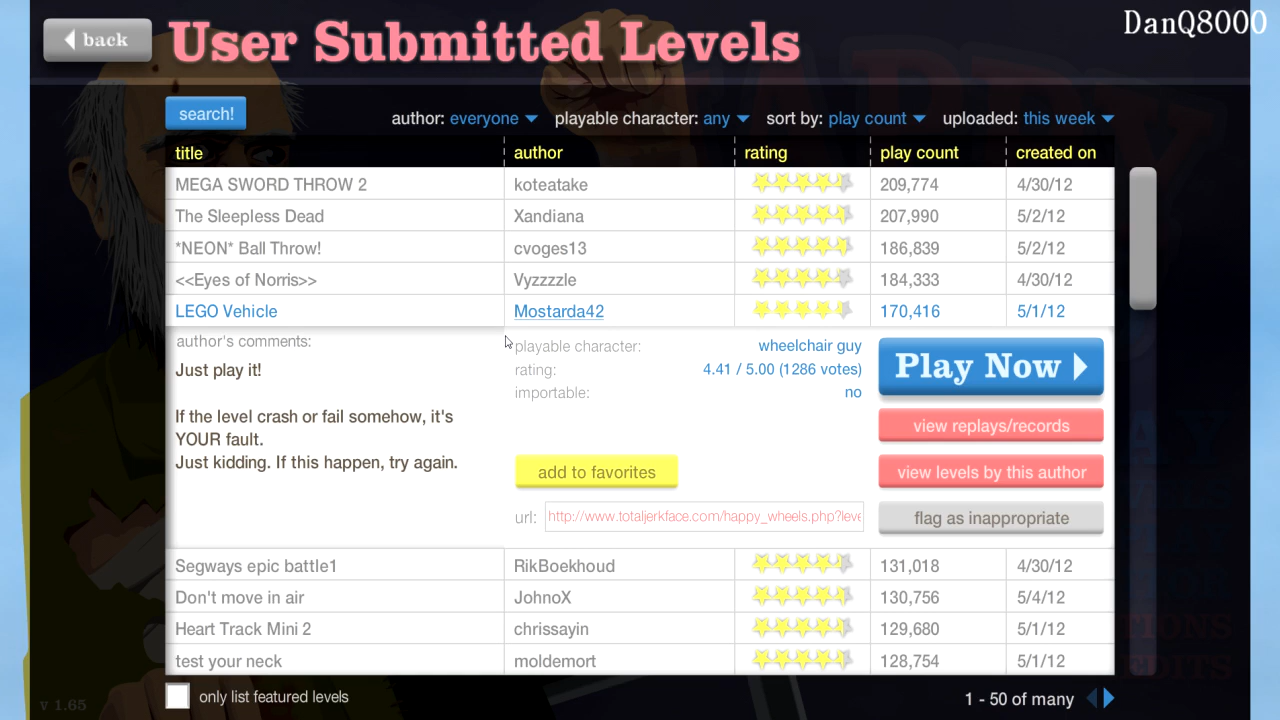 back
User Submitted Levels
DanQ8000
search!
author: everyone playable character: any sort by: play count uploaded: this week
title author rating play count created on
MEGA SWORD THROW 2 koteatake 209,774 4/30/12
The Sleepless Dead Xandiana 207,990 5/2/12
*NEON* Ball Throw! cvoges13 186,839 5/2/12
<<Eyes of Norris>> Vyzzzzle 184,333 4/30/12
LEGO Vehicle Mostarda42 170,416 5/1/12
author's comments:
Just play it!
If the level crash or fail somehow, it's
YOUR fault.
Just kidding. If this happen, try again.
playable character: wheelchair guy
rating: 4.41 / 5.00 (1286 votes)
importable: no
add to favorites
url: http://www.totaljerkface.com/happy_wheels.php?leve
Play Now
view replays/records
view levels by this author
flag as inappropriate
Segways epic battle1 RikBoekhoud 131,018 4/30/12
Don't move in air JohnoX 130,756 5/4/12
Heart Track Mini 2 chrissayin 129,680 5/1/12
test your neck moldemort 128,754 5/1/12
only list featured levels
1 - 50 of many
v 1.65